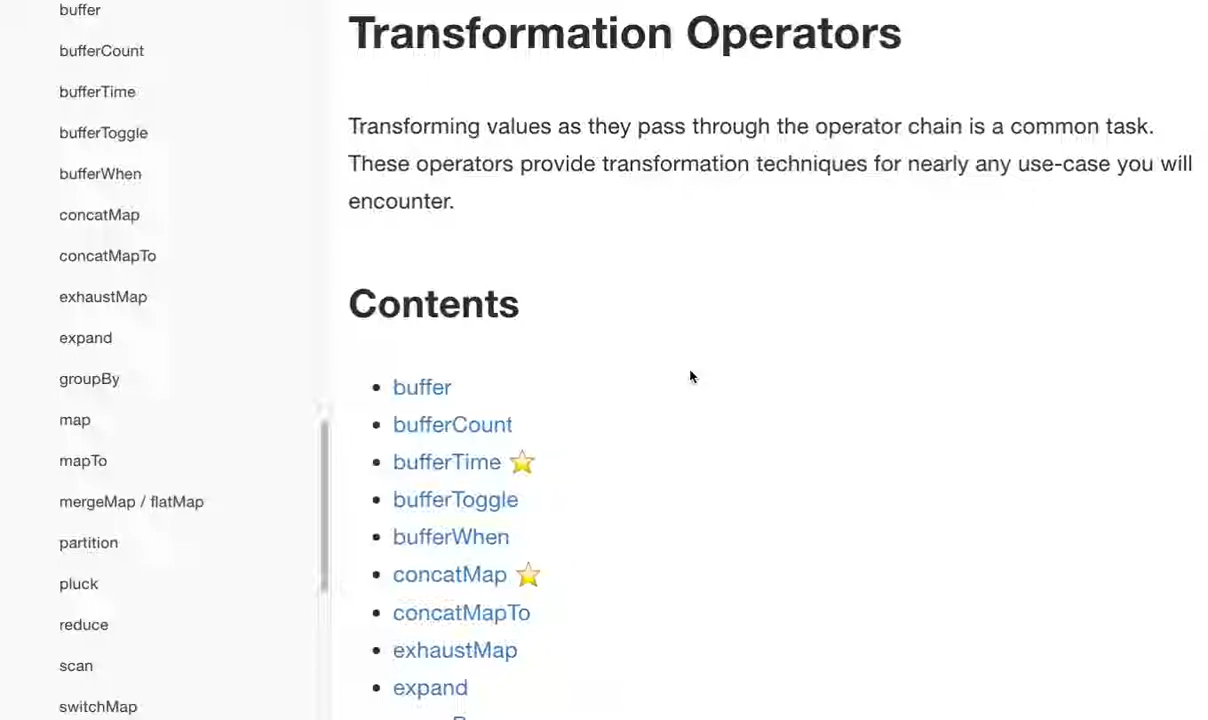 buffer
bufferCount
bufferTime
bufferToggle
bufferWhen
concatMap
concatMapTo
exhaustMap
expand
groupBy
map
mapTo
mergeMap / flatMap
partition
pluck
reduce
scan
switchMap
Transformation Operators
Transforming values as they pass through the operator chain is a common task.
These operators provide transformation techniques for nearly any use-case you will
encounter.
Contents
buffer
bufferCount
bufferTime
bufferToggle
bufferWhen
concatMap
concatMapTo
exhaustMap
expand